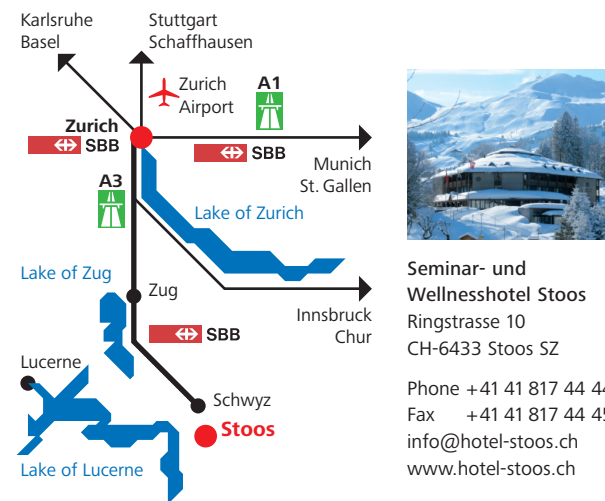 Karlsruhe
Basel
Stuttgart
Schaffhausen
Zurich
Airport
A1
Zurich
SBB
SBB
Munich
St. Gallen
A3
Lake of Zurich
Lake of Zug
Zug
Innsbruck
Chur
SBB
Lucerne
Schwyz
Stoos
Lake of Lucerne
Seminar- und
Wellnesshotel Stoos
Ringstrasse 10
CH-6433 Stoos SZ
Phone +41 41 817 44 44
Fax +41 41 817 44 45
info@hotel-stoos.ch
www.hotel-stoos.ch